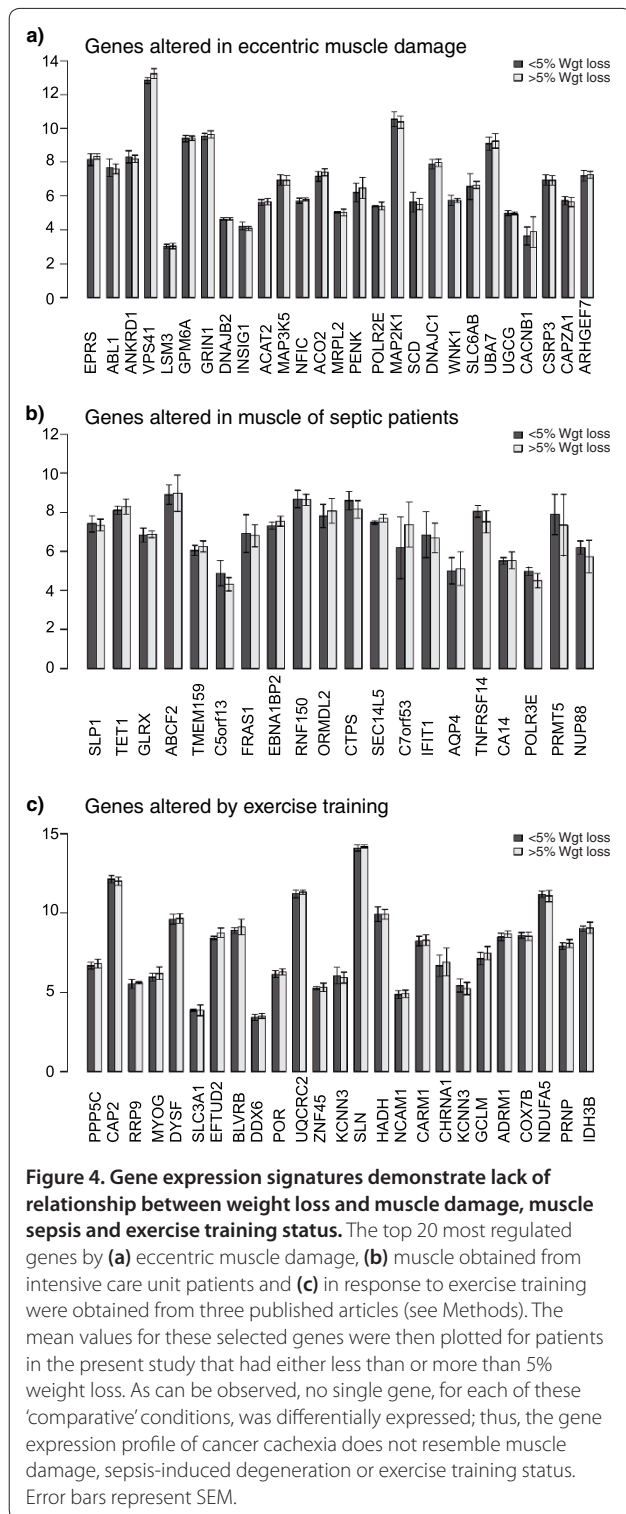 a) Genes altered in eccentric muscle damage
<5% Wgt loss
>5% Wgt loss
14
12
10
8
6
4
2
0
EPRS
ABL1
ANKRD1
VPS41
LSM3
GPM6A
GRIN1
DNAJB2
INSIG1
ACAT2
MAP3K5
NFIC
ACO2
MRPL2
PENK
POLR2E
MAP2K1
SCD
DNAJC1
WNK1
SLC6AB
UBA7
UGCG
CACNB1
CSRP3
CAPZA1
ARHGEF7
b) Genes altered in muscle of septic patients
<5% Wgt loss
>5% Wgt loss
12
10
8
6
4
2
0
SLP1
TET1
GLRX
ABCF2
TMEM159
C5orf13
FRAS1
EBNA1BP2
RNF150
ORMDL2
CTPS
SEC14L5
C7orf53
IFIT1
AQP4
TNFRSF14
CA14
POLR3E
PRMT5
NUP88
c) Genes altered by exercise training
<5% Wgt loss
>5% Wgt loss
15
10
5
0
PPP5C
CAP2
RRP9
MYOG
DYSF
SLC3A1
EFTUD2
BLVRB
DDX6
POR
UQCRC2
ZNF45
KCNN3
SLN
HADH
NCAM1
CARM1
CHRNA1
KCNN3
GCLM
ADRM1
COX7B
NDUFA5
PRNP
IDH3B
Figure 4. Gene expression signatures demonstrate lack of
relationship between weight loss and muscle damage, muscle
sepsis and exercise training status. The top 20 most regulated
genes by (a) eccentric muscle damage, (b) muscle obtained from
intensive care unit patients and (c) in response to exercise training
were obtained from three published articles (see Methods). The
mean values for these selected genes were then plotted for patients
in the present study that had either less than or more than 5%
weight loss. As can be observed, no single gene, for each of these
‘comparative’ conditions, was differentially expressed; thus, the gene
expression profile of cancer cachexia does not resemble muscle
damage, sepsis-induced degeneration or exercise training status.
Error bars represent SEM.